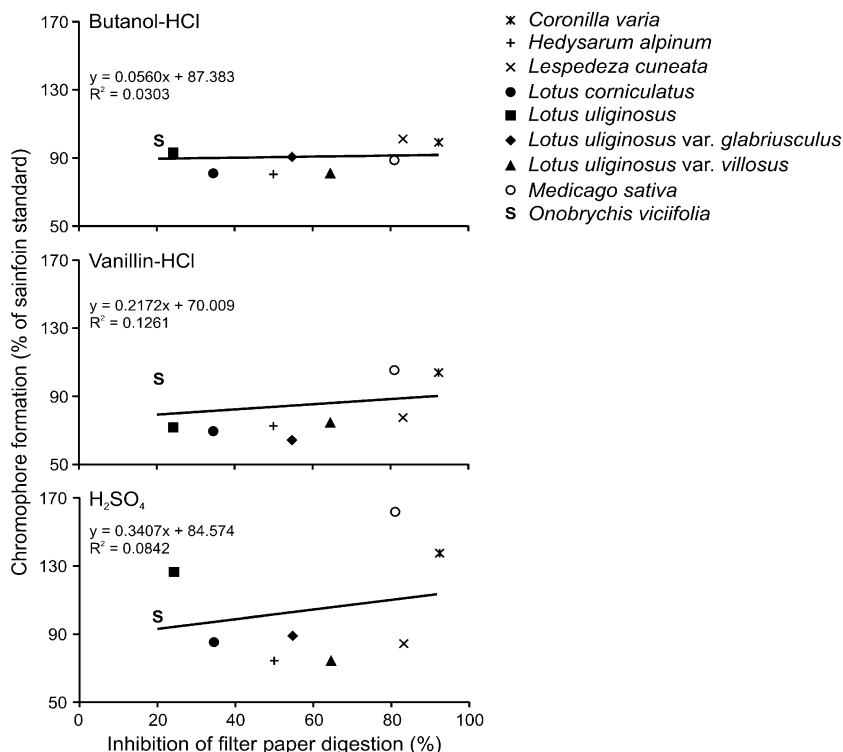 Chromophore formation (% of sainfoin standard)
170
130
90
50
Butanol-HCl
y = 0.0560x + 87.383
R² = 0.0303
S
Coronilla varia
Hedysarum alpinum
Lespedeza cuneata
Lotus corniculatus
Lotus uliginosus
Lotus uliginosus var. glabriusculus
Lotus uliginosus var. villosus
Medicago sativa
S Onobrychis viciifolia
170
130
90
50
Vanillin-HCl
y = 0.2172x + 70.009
R² = 0.1261
S
170
130
90
50
H₂SO₄
y = 0.3407x + 84.574
R² = 0.0842
S
0 20 40 60 80 100
Inhibition of filter paper digestion (%)